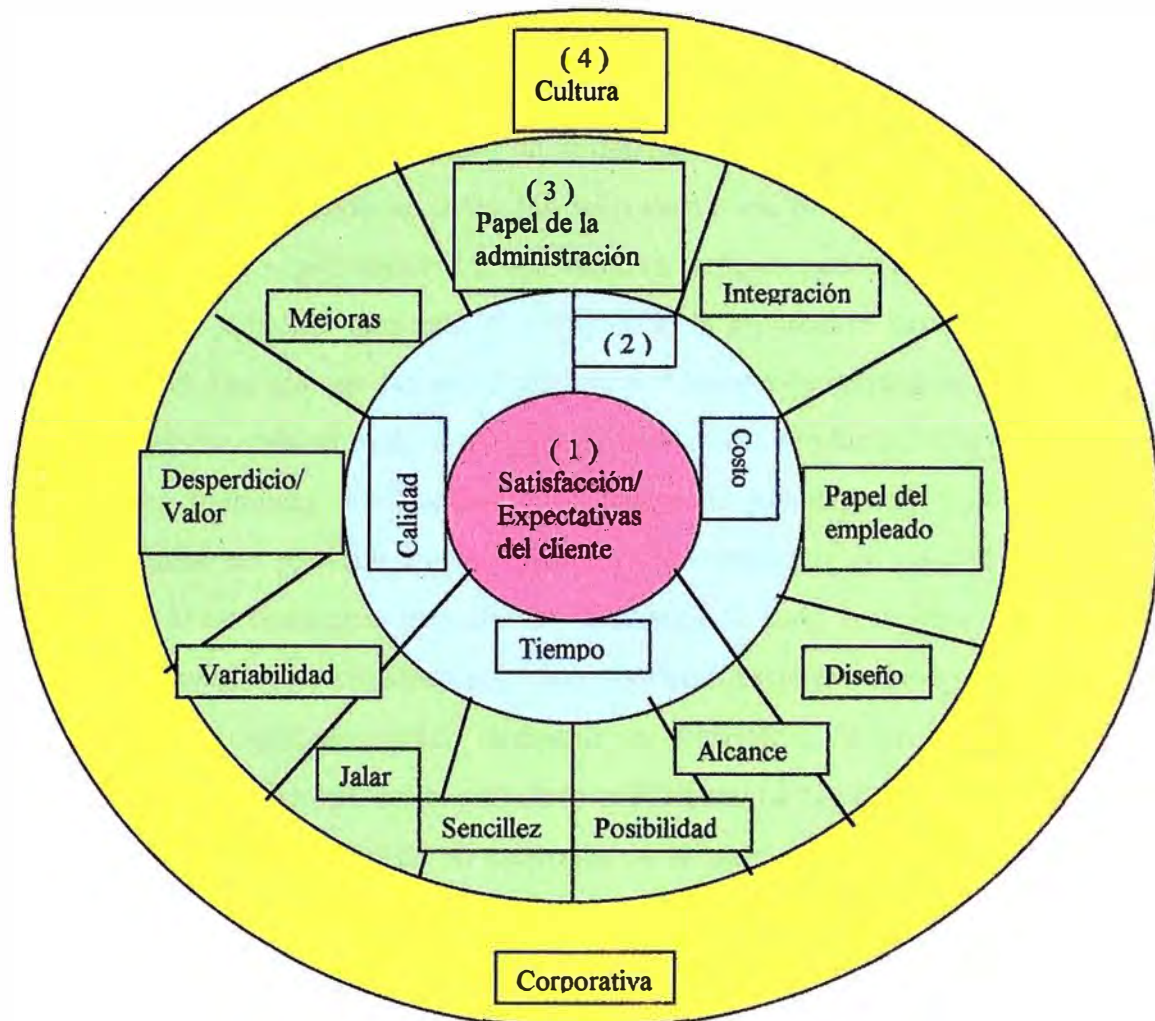 ( 4 )
Cultura
( 3 )
Papel de la
administración
Mejoras
Integración
( 2 )
Calidad
Costo
( 1 )
Satisfacción/
Expectativas
del cliente
Desperdicio/
Valor
Papel del
empleado
Tiempo
Variabilidad
Diseño
Jalar
Alcance
Sencillez
Posibilidad
Corporativa